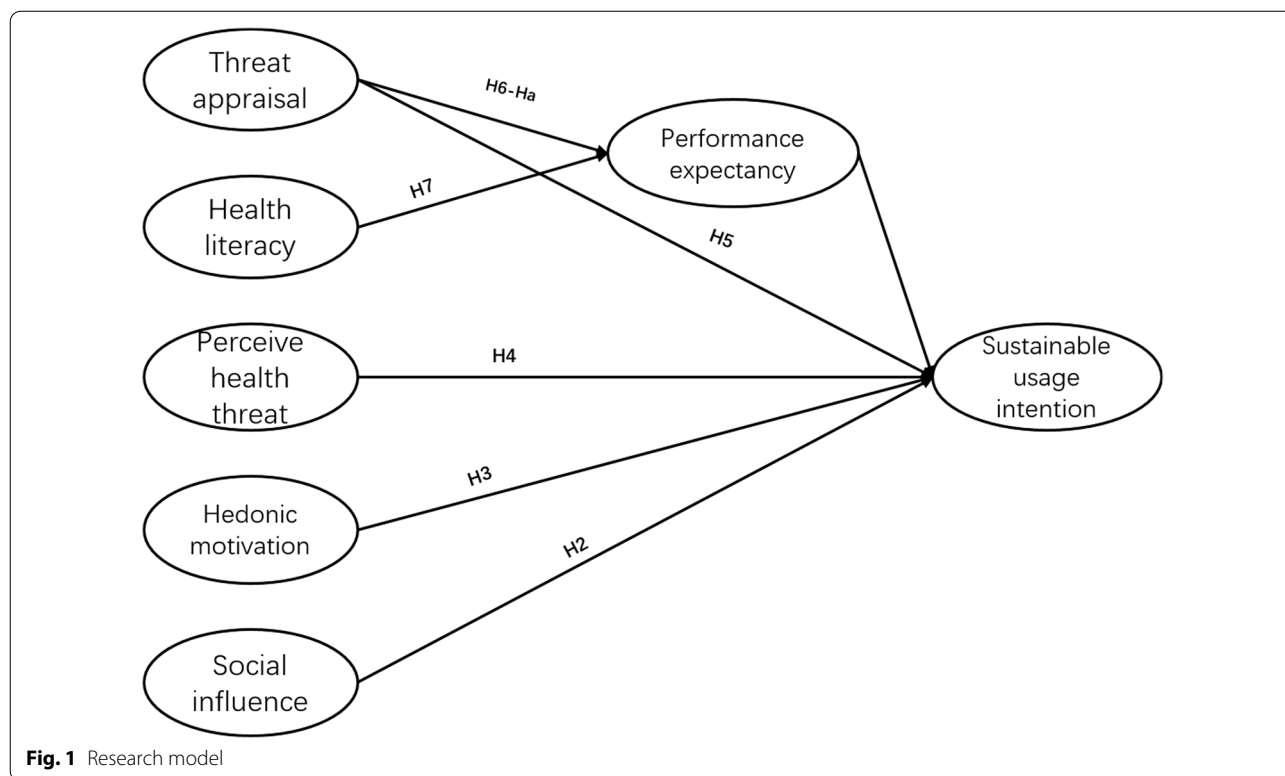 Threat
appraisal
H6-Ha
Performance
expectancy
Health
literacy
H7
H5
Perceive
health
threat
H4
Sustainable
usage
intention
Hedonic
motivation
H3
H2
Social
influence
Fig. 1 Research model